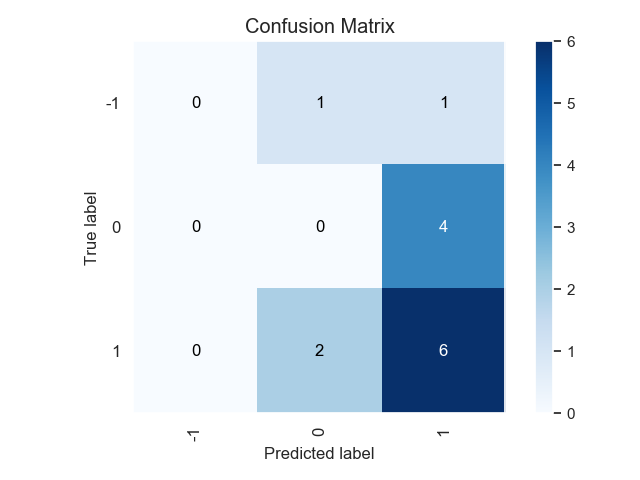 Confusion Matrix
-1 0 1 1
0 0 0 4
1 0 2 6
-1 0 1
True label
Predicted label
6
5
4
3
2
1
0